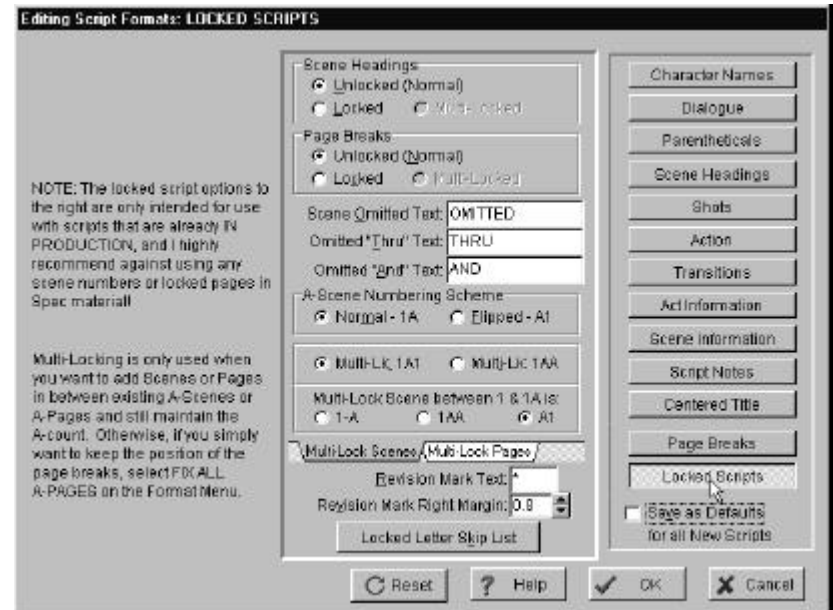 Editing Script Formats: LOCKED SCRIPTS
NOTE: The locked script options to
the right are only intended for use
with scripts that are already IN
PRODUCTION, and I highly
recommend against using any
scene numbers or locked pages in
Spec material!
Multi-Locking is only used when
you want to add Scenes or Pages
in between existing A-Scenes or
A-Pages and still maintain the
A-count. Otherwise, if you simply
want to keep the position of the
page breaks, select FIX ALL
A-PAGES on the Format Menu.
Scene Headings
Unlocked (Normal)
Locked Multi-Locked
Page Breaks
Unlocked (Normal)
Locked Multi-Locked
Scene Omitted Text: OMITTED
Omitted "Thru" Text: THRU
Omitted "And" Text: AND
A-Scene Numbering Scheme
Normal - 1A Flipped - A1
Multi-Lk 1A1 Multi-Lk 1AA
Multi-Lock Scene between 1 & 1A is:
1-A 1AA A1
Multi-Lock Scenes Multi-Lock Pages
Revision Mark Text: *
Revision Mark Right Margin: 0.8
Locked Letter Skip List
Character Names
Dialogue
Parentheticals
Scene Headings
Shots
Action
Transitions
Act Information
Scene Information
Script Notes
Centered Title
Page Breaks
Locked Scripts
Save as Defaults
for all New Scripts
Reset ? Help OK Cancel